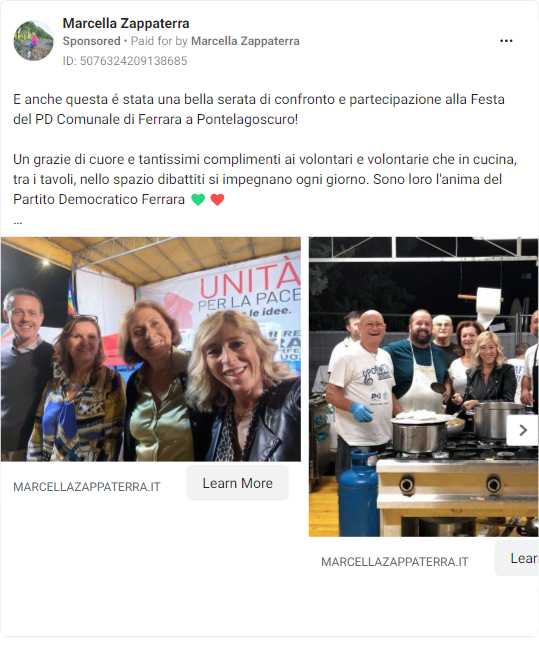 Marcella Zappaterra
Sponsored • Paid for by Marcella Zappaterra
ID: 5076324209138685
E anche questa é stata una bella serata di confronto e partecipazione alla Festa
del PD Comunale di Ferrara a Pontelagoscuro!
Un grazie di cuore e tantissimi complimenti ai volontari e volontarie che in cucina,
tra i tavoli, nello spazio dibattiti si impegnano ogni giorno. Sono loro l'anima del
Partito Democratico Ferrara 💚 ❤️
...
UNITÀ
PER LA PACE
le idee.
PD
MARCELLAZAPPATERRA.IT
Learn More
MARCELLAZAPPATERRA.IT
Lear